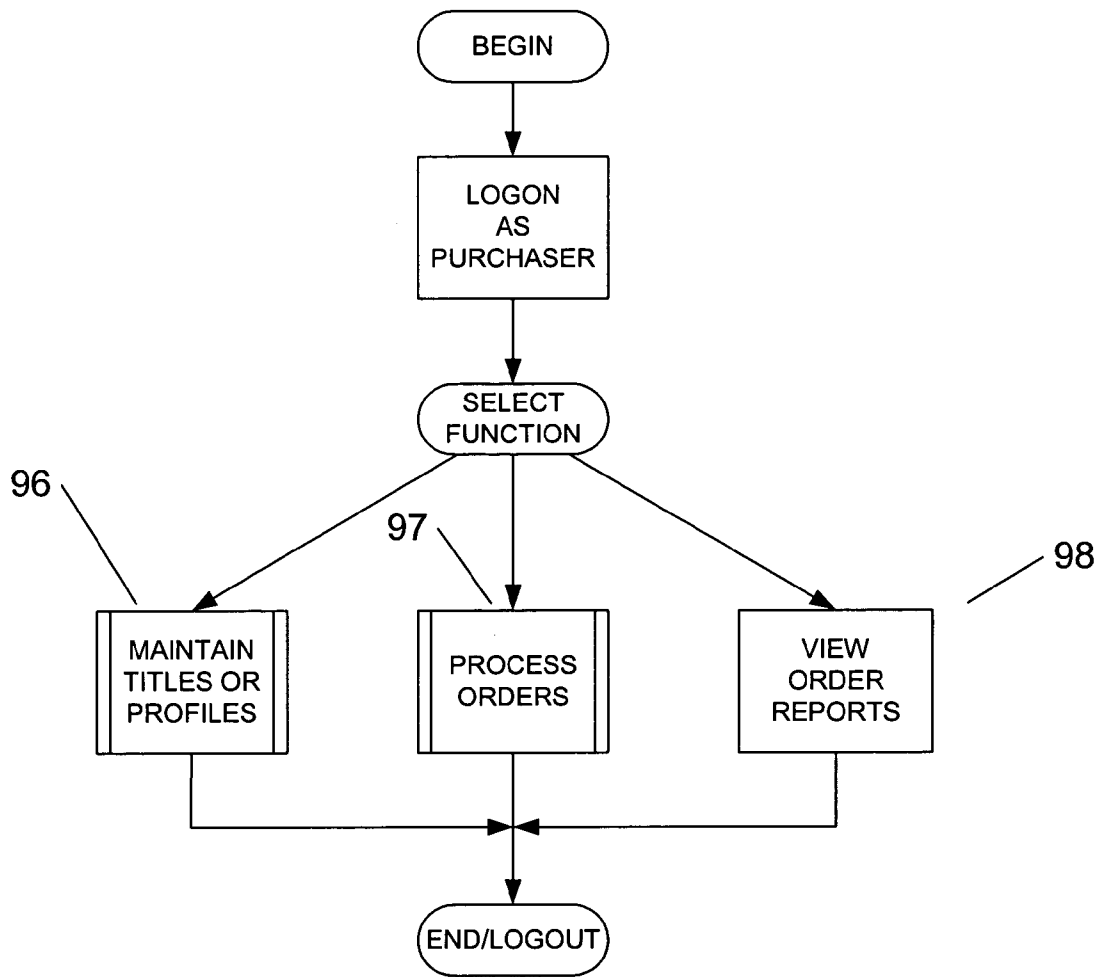 BEGIN
LOGON
AS
PURCHASER
SELECT
FUNCTION
96
97
98
MAINTAIN
TITLES OR
PROFILES
PROCESS
ORDERS
VIEW
ORDER
REPORTS
END/LOGOUT